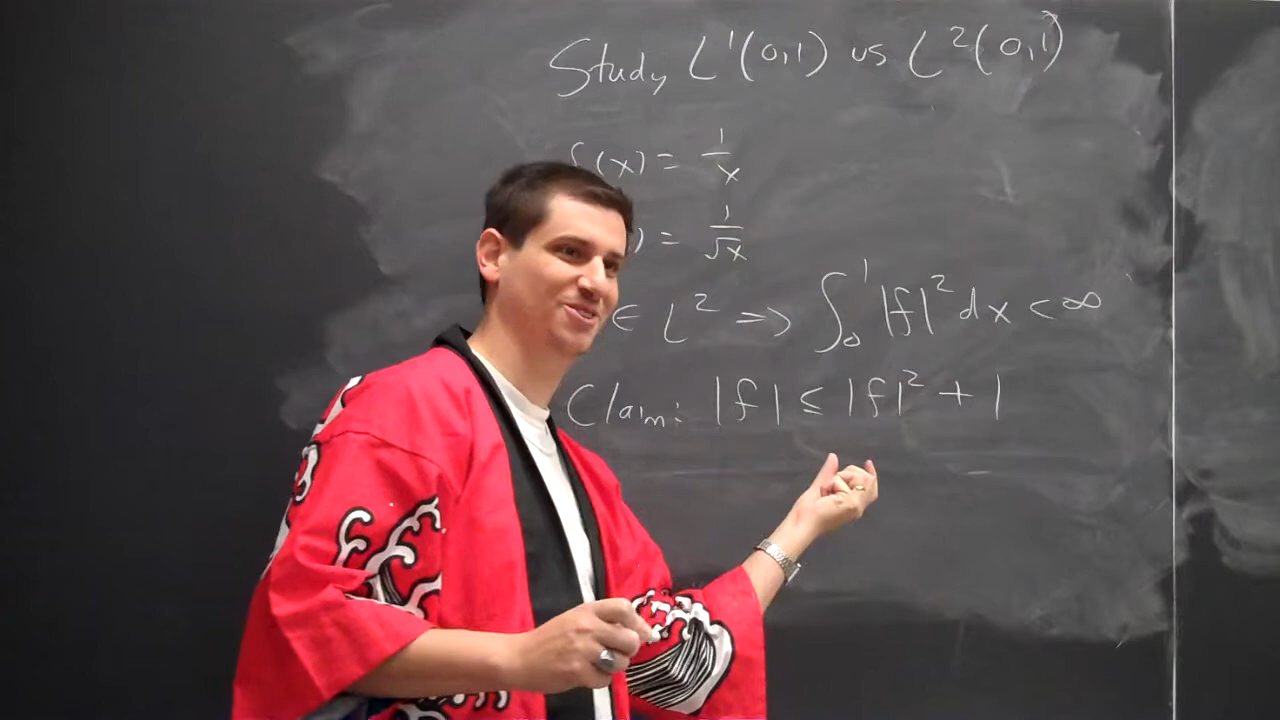 Study L¹(0,1) vs L²(0,1)
(x) = 1/x
) = 1/√x
∈ L² ⇒ ∫₀¹ |f|² dx < ∞
Claim: |f| ≤ |f|² + 1